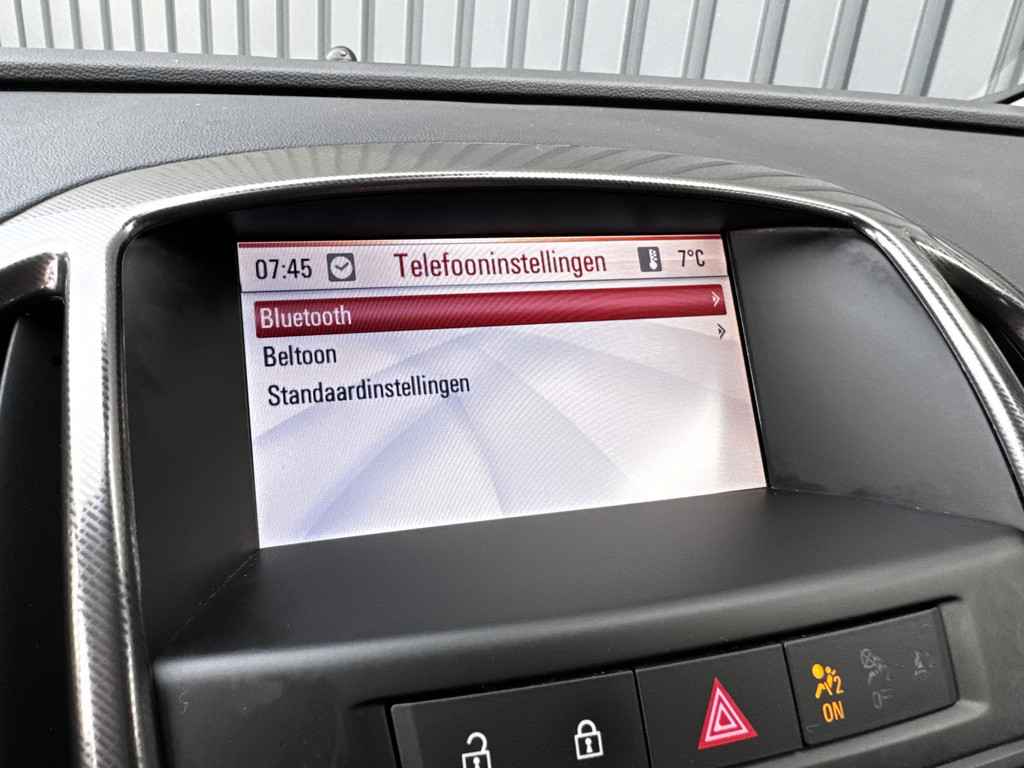 07:45 Telefooninstellingen 7°C
Bluetooth
Beltoon
Standaardinstellingen
2
ON